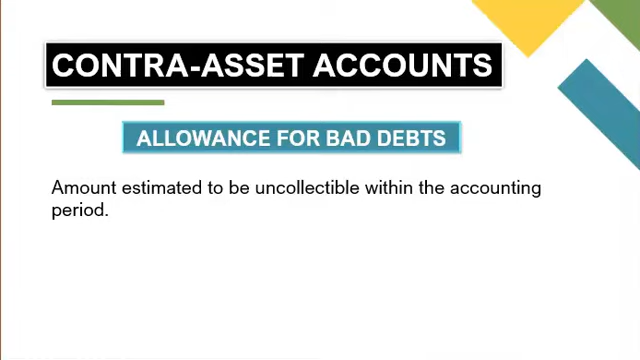 CONTRA-ASSET ACCOUNTS
ALLOWANCE FOR BAD DEBTS
Amount estimated to be uncollectible within the accounting
period.